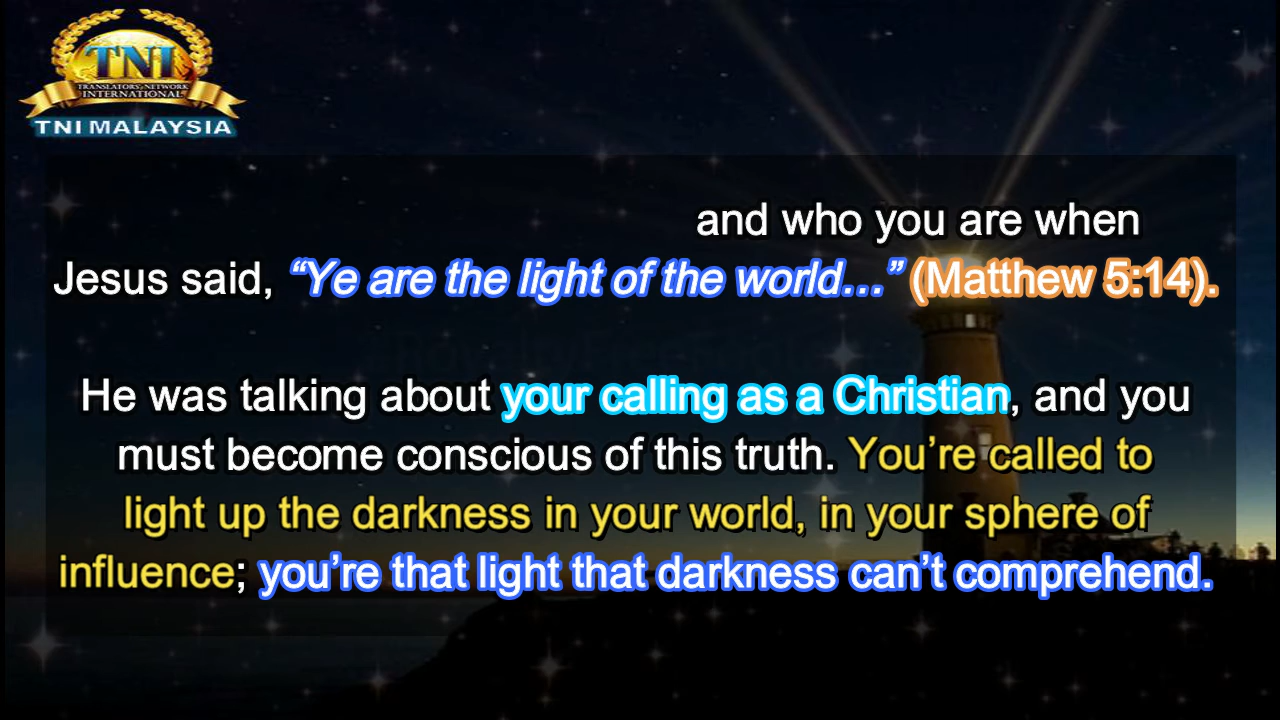 TNI
TRANSLATORS' NETWORK
INTERNATIONAL
TNI MALAYSIA
and who you are when
Jesus said, “Ye are the light of the world…” (Matthew 5:14).
He was talking about your calling as a Christian, and you
must become conscious of this truth. You’re called to
light up the darkness in your world, in your sphere of
influence; you’re that light that darkness can’t comprehend.